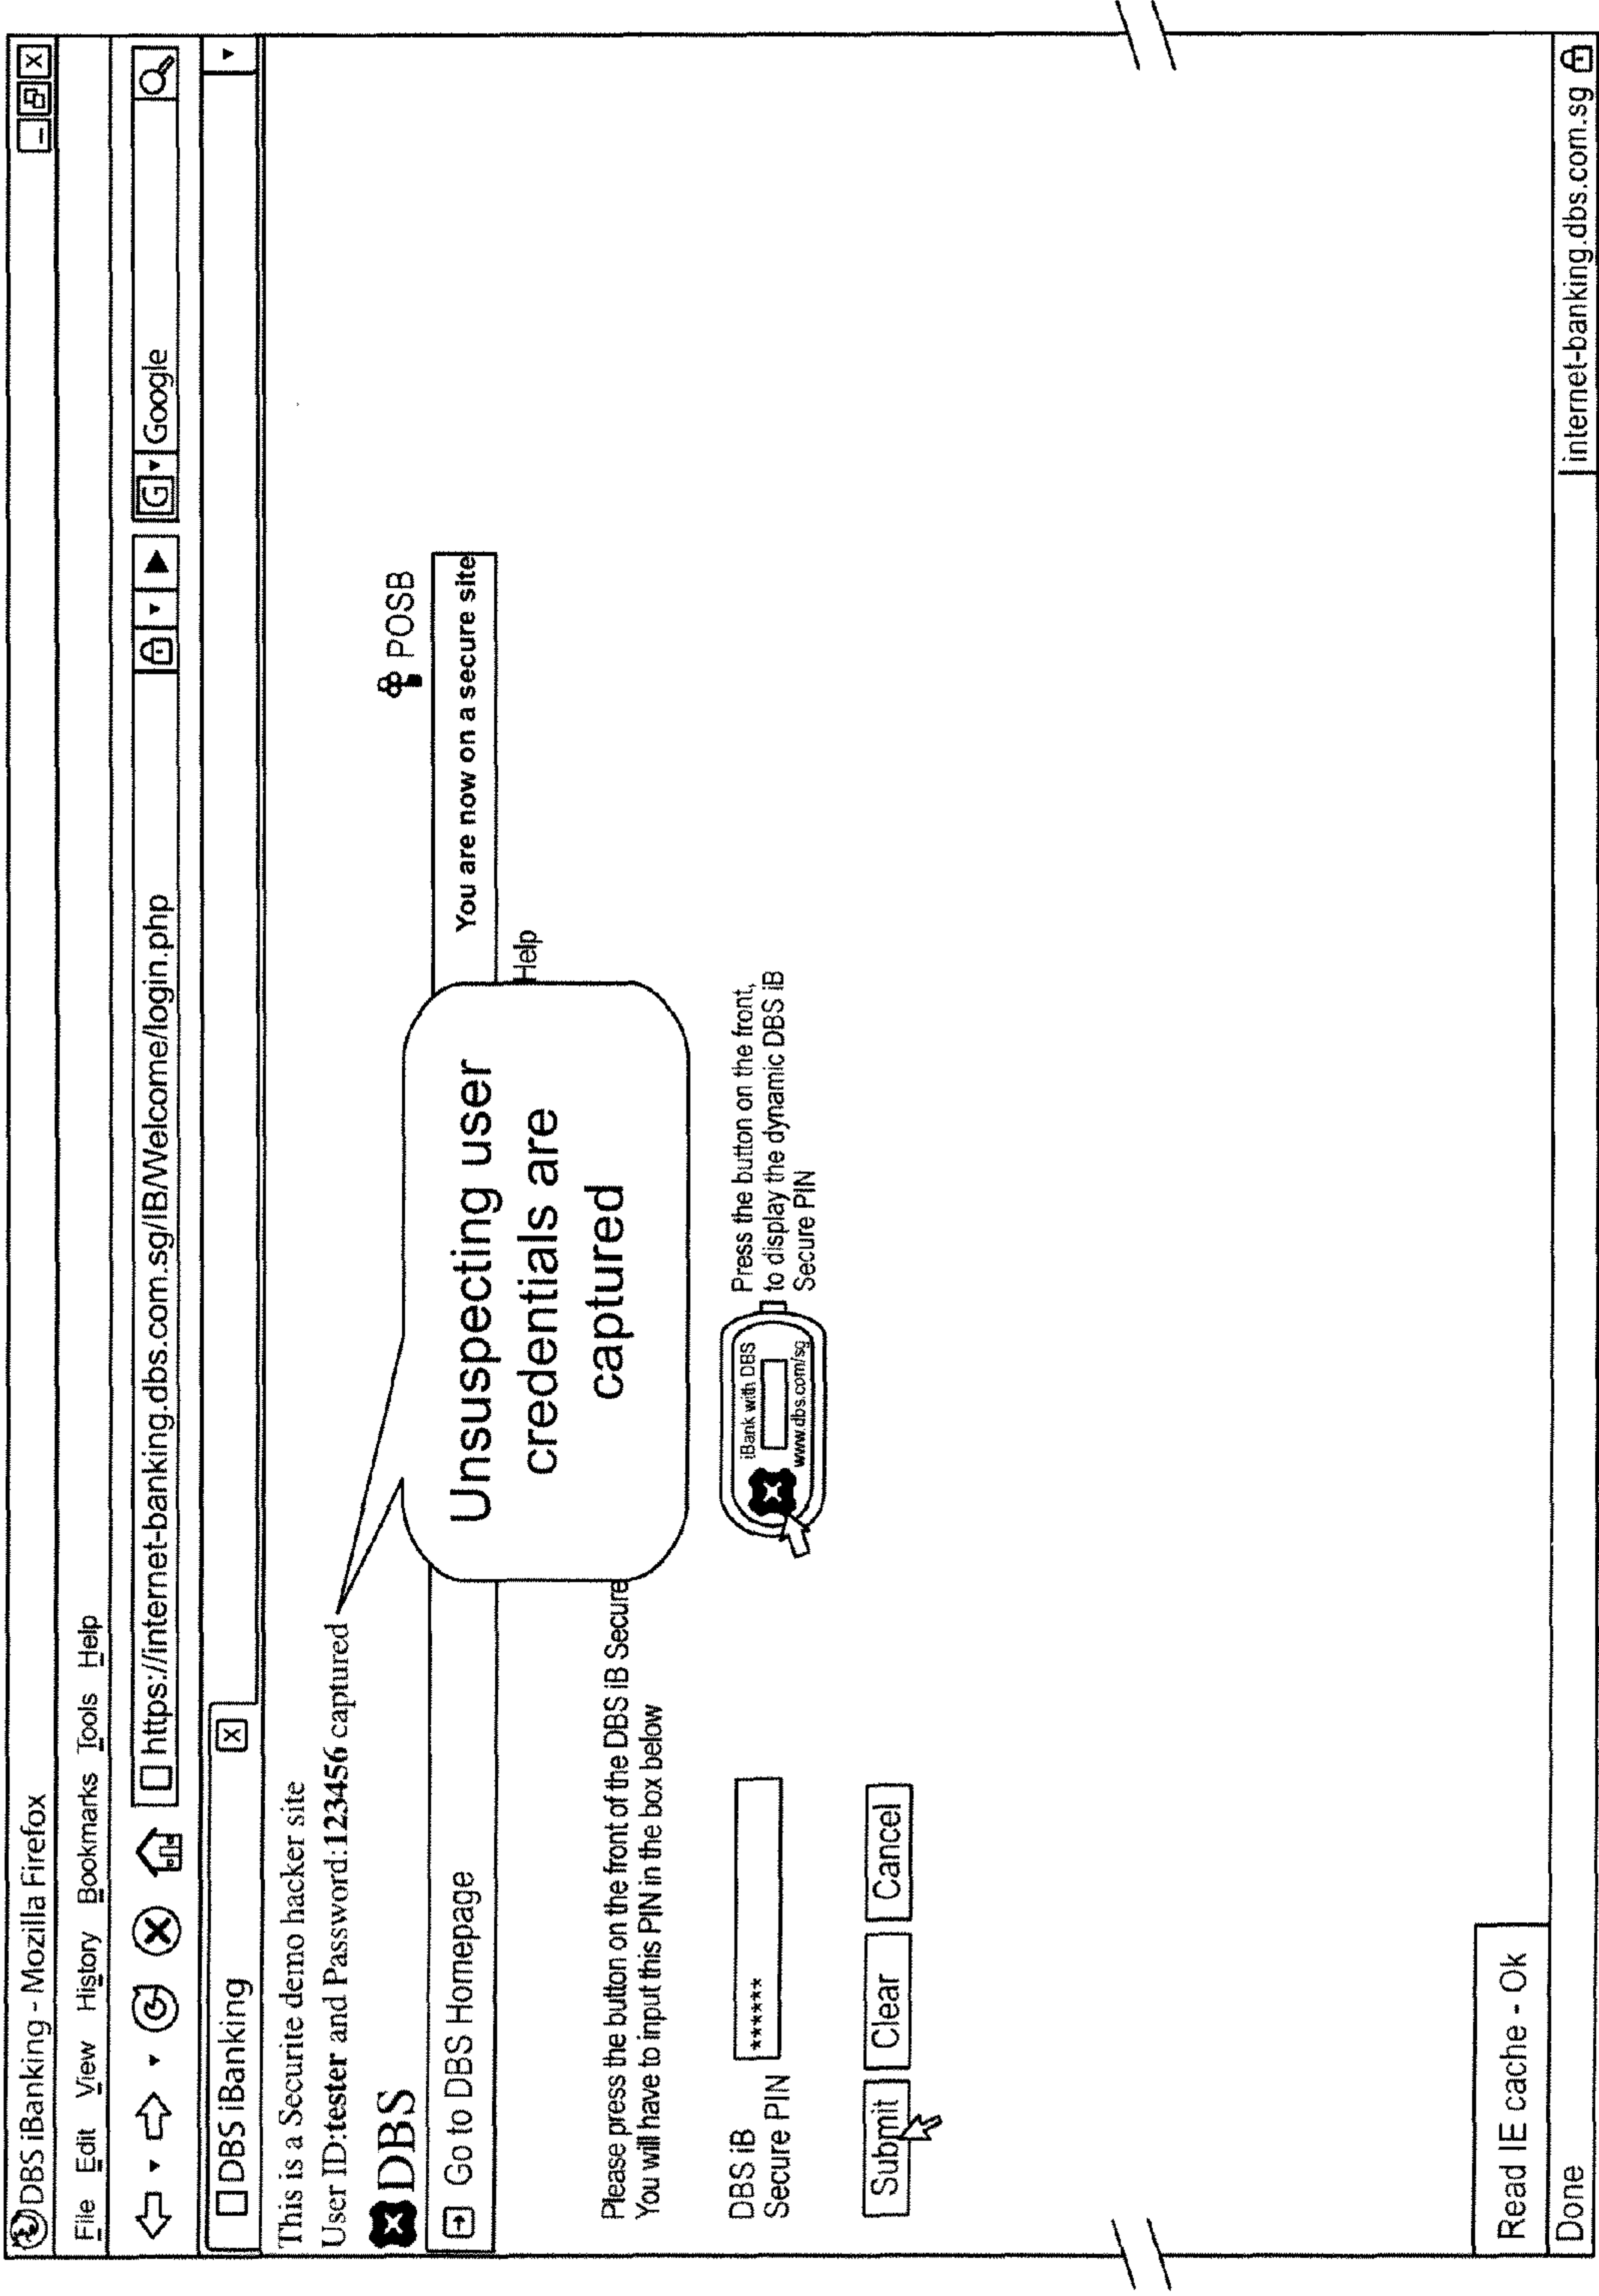 DBS iBanking - Mozilla Firefox
File Edit View History Bookmarks Tools Help
https://internet-banking.dbs.com.sg/IB/Welcome/login.php
G Google
DBS iBanking
This is a Securite demo hacker site
User ID:tester and Password:123456 captured
DBS
POSB
Go to DBS Homepage
You are now on a secure site
Help
Unsuspecting user
credentials are
captured
Please press the button on the front of the DBS iB Secure
You will have to input this PIN in the box below
DBS iB
Secure PIN
******
iBank with DBS
www.dbs.com/sg
Press the button on the front,
to display the dynamic DBS iB
Secure PIN
Submit
Clear
Cancel
Read IE cache - Ok
Done
internet-banking.dbs.com.sg